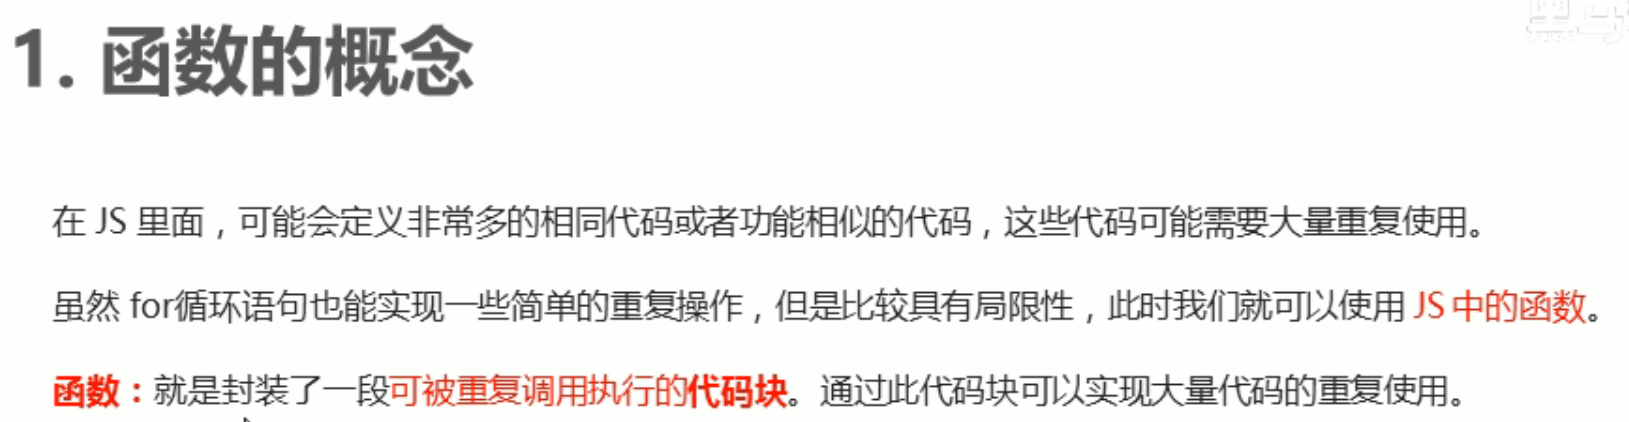 1. 函数的概念
在 JS 里面，可能会定义非常多的相同代码或者功能相似的代码，这些代码可能需要大量重复使用。
虽然 for循环语句也能实现一些简单的重复操作，但是比较具有局限性，此时我们就可以使用 JS 中的函数。
函数：就是封装了一段可被重复调用执行的代码块。通过此代码块可以实现大量代码的重复使用。